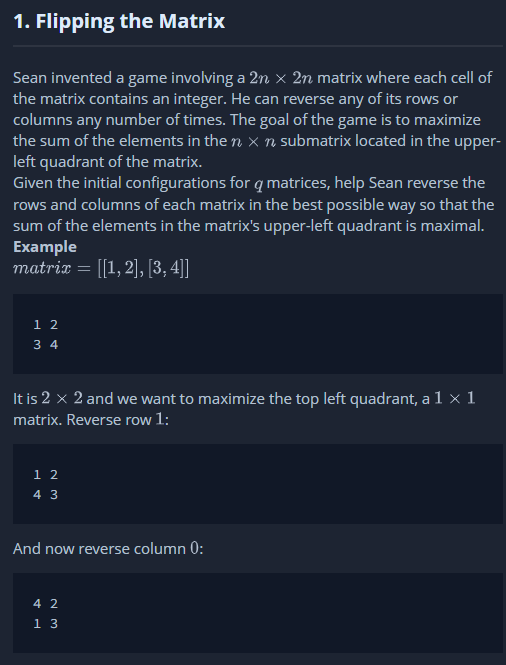 1. Flipping the Matrix
Sean invented a game involving a 2n × 2n matrix where each cell of
the matrix contains an integer. He can reverse any of its rows or
columns any number of times. The goal of the game is to maximize
the sum of the elements in the n × n submatrix located in the upper-
left quadrant of the matrix.
Given the initial configurations for q matrices, help Sean reverse the
rows and columns of each matrix in the best possible way so that the
sum of the elements in the matrix's upper-left quadrant is maximal.
Example
matrix = [[1, 2], [3, 4]]
1 2
3 4
It is 2 × 2 and we want to maximize the top left quadrant, a 1 × 1
matrix. Reverse row 1:
1 2
4 3
And now reverse column 0:
4 2
1 3